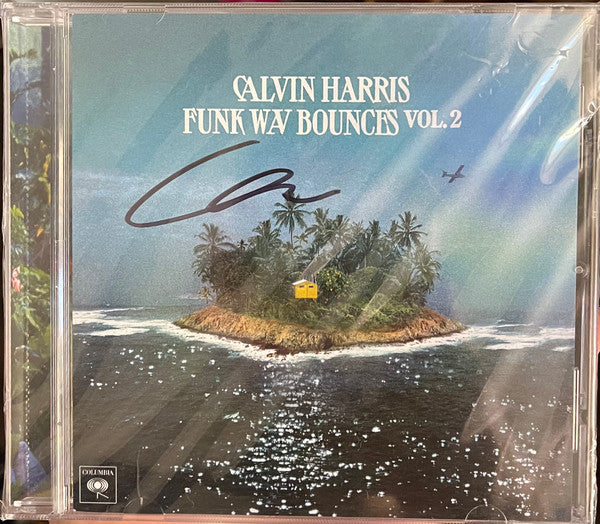 CALVIN HARRIS
FUNK WAV BOUNCES VOL. 2
COLUMBIA